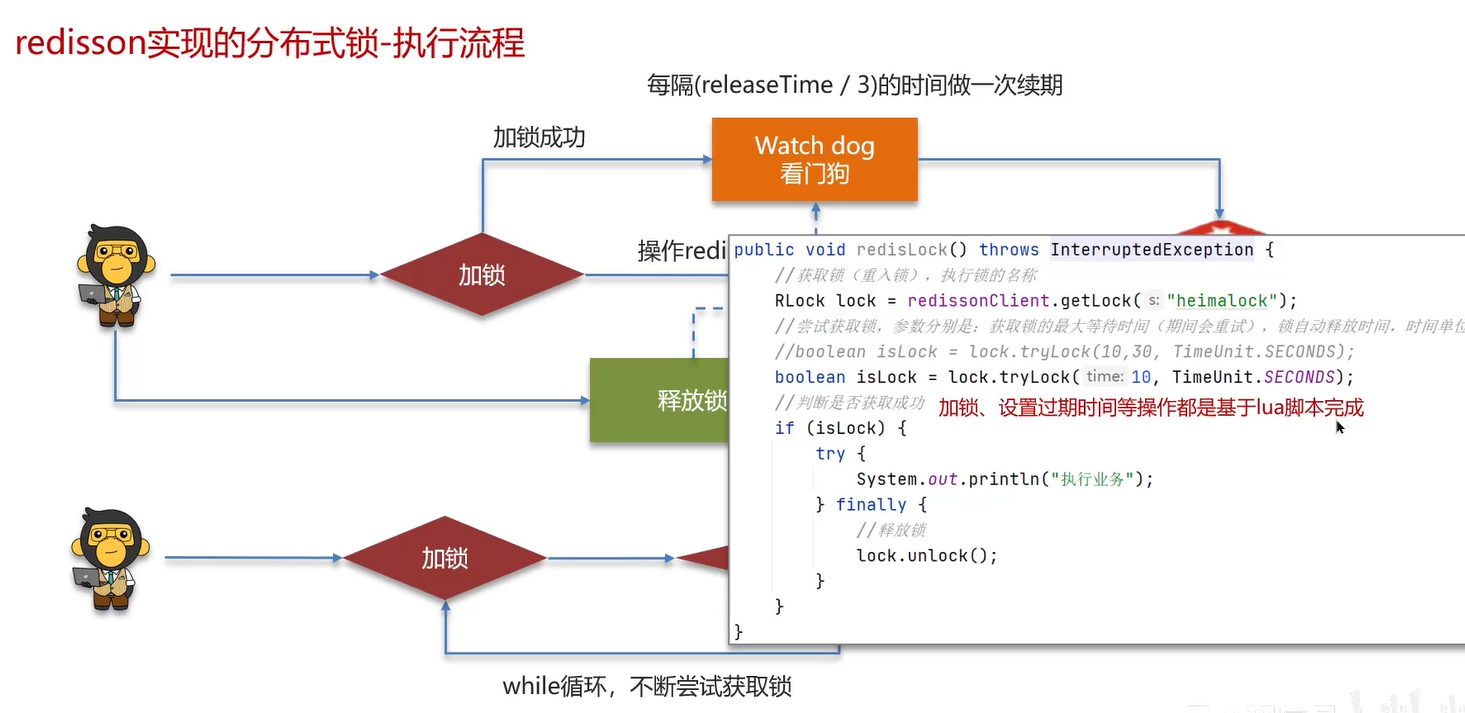 redisson实现的分布式锁-执行流程
每隔(releaseTime / 3)的时间做一次续期
加锁成功
Watch dog
看门狗
加锁
操作redi
释放锁
加锁
while循环，不断尝试获取锁
public void redisLock() throws InterruptedException {
//获取锁（重入锁），执行锁的名称
RLock lock = redissonClient.getLock( s: "heimalock");
//尝试获取锁，参数分别是：获取锁的最大等待时间（期间会重试），锁自动释放时间，时间单位
//boolean isLock = lock.tryLock(10,30, TimeUnit.SECONDS);
boolean isLock = lock.tryLock( time: 10, TimeUnit.SECONDS);
//判断是否获取成功
加锁、设置过期时间等操作都是基于lua脚本完成
if (isLock) {
try {
System.out.println("执行业务");
} finally {
//释放锁
lock.unlock();
}
}
}